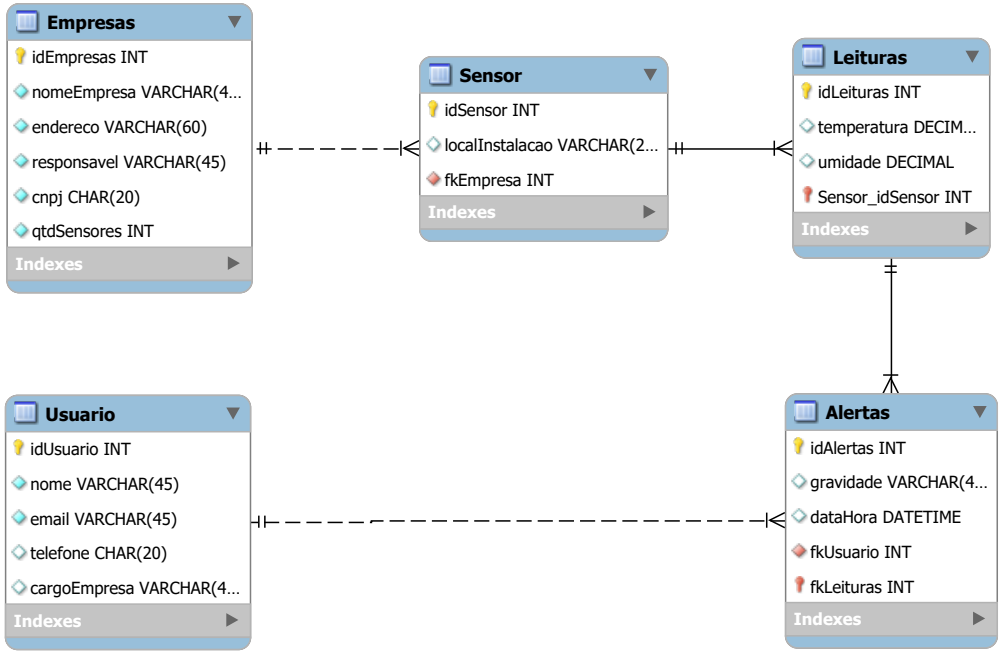 Empresas
idEmpresas INT
nomeEmpresa VARCHAR(4...
endereco VARCHAR(60)
responsavel VARCHAR(45)
cnpj CHAR(20)
qtdSensores INT
Indexes
Sensor
idSensor INT
localInstalacao VARCHAR(2...
fkEmpresa INT
Indexes
Leituras
idLeituras INT
temperatura DECIM...
umidade DECIMAL
Sensor_idSensor INT
Indexes
Usuario
idUsuario INT
nome VARCHAR(45)
email VARCHAR(45)
telefone CHAR(20)
cargoEmpresa VARCHAR(4...
Indexes
Alertas
idAlertas INT
gravidade VARCHAR(4...
dataHora DATETIME
fkUsuario INT
fkLeituras INT
Indexes